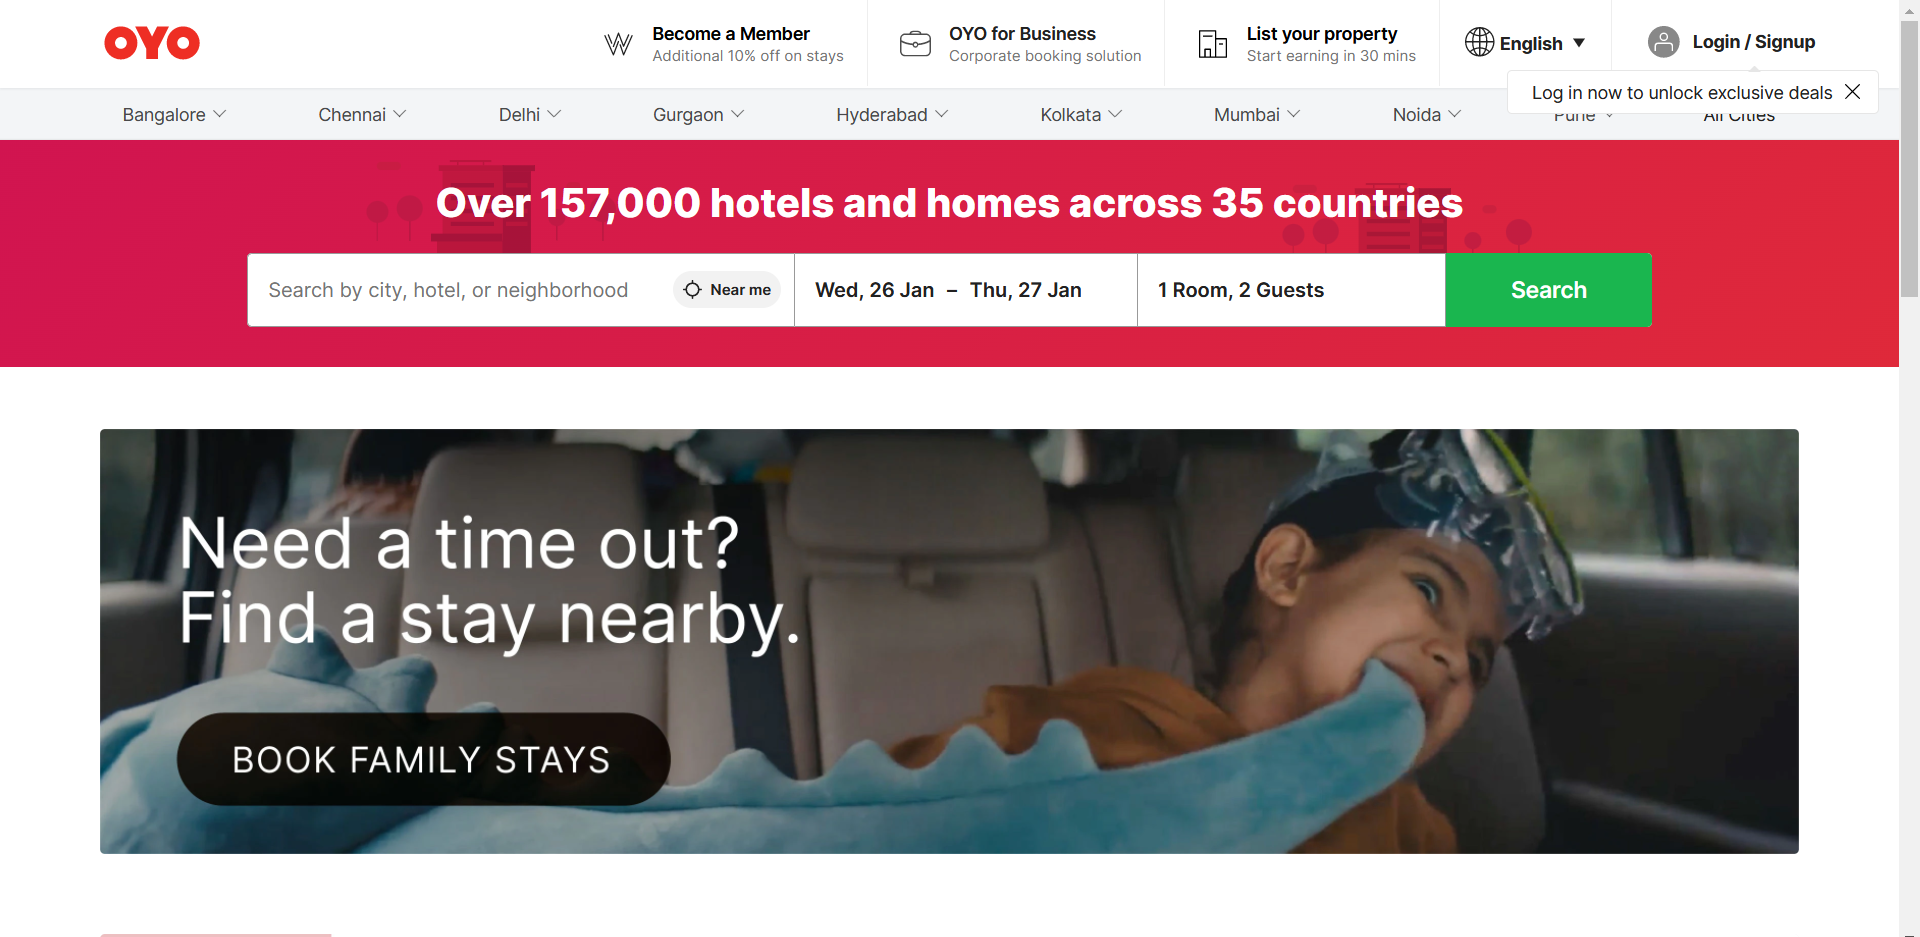 OYO
Become a Member
Additional 10% off on stays
OYO for Business
Corporate booking solution
List your property
Start earning in 30 mins
English
Login / Signup
Log in now to unlock exclusive deals
Bangalore
Chennai
Delhi
Gurgaon
Hyderabad
Kolkata
Mumbai
Noida
Pune
All Cities
Over 157,000 hotels and homes across 35 countries
Search by city, hotel, or neighborhood
Near me
Wed, 26 Jan – Thu, 27 Jan
1 Room, 2 Guests
Search
Need a time out?
Find a stay nearby.
BOOK FAMILY STAYS